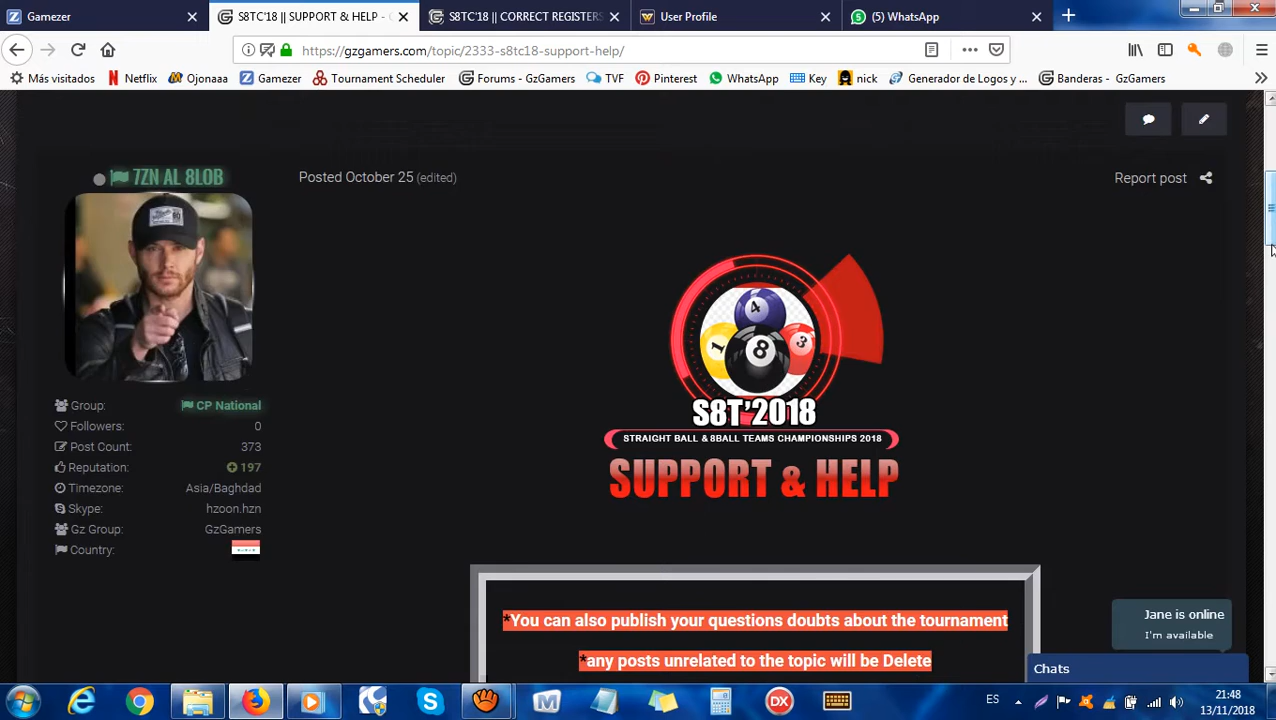 Gamezer
S8TC'18 || SUPPORT & HELP -
S8TC'18 || CORRECT REGISTERS
User Profile
(5) WhatsApp
https://gzgamers.com/topic/2333-s8tc18-support-help/
Más visitados
Netflix
Ojonaaa
Gamezer
Tournament Scheduler
Forums - GzGamers
TVF
Pinterest
WhatsApp
Key
nick
Generador de Logos y ...
Banderas - GzGamers
7ZN AL 8LOB
Posted October 25 (edited)
Report post
4
1
8
3
S8T'2018
STRAIGHT BALL & 8BALL TEAMS CHAMPIONSHIPS 2018
SUPPORT & HELP
Group: CP National
Followers: 0
Post Count: 373
Reputation: 197
Timezone: Asia/Baghdad
Skype: hzoon.hzn
Gz Group: GzGamers
Country:
*You can also publish your questions doubts about the tournament
*any posts unrelated to the topic will be Delete
Jane is online
I'm available
Chats
ES
21:48
13/11/2018